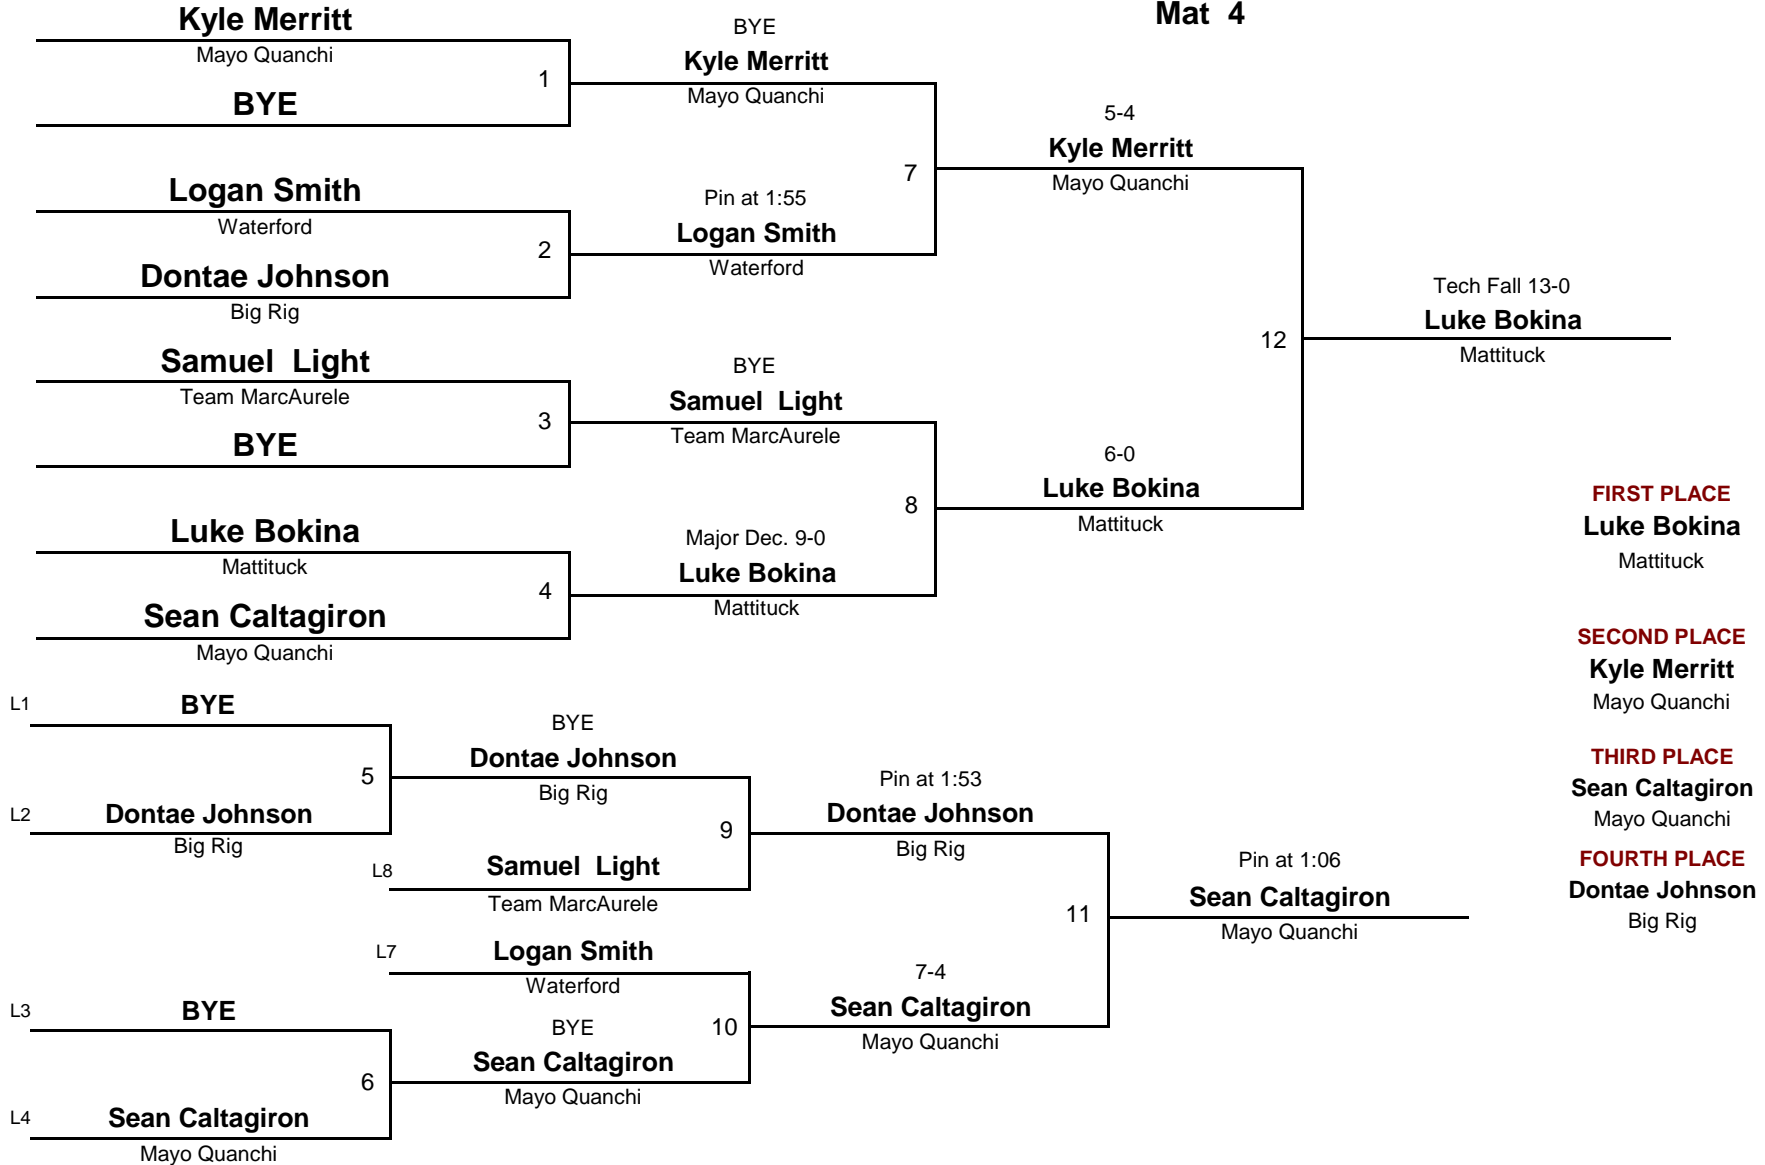 Mat 4
Kyle Merritt
Mayo Quanchi
1
BYE
BYE
Kyle Merritt
Mayo Quanchi
Logan Smith
Waterford
2
Dontae Johnson
Big Rig
Pin at 1:55
Logan Smith
Waterford
7
5-4
Kyle Merritt
Mayo Quanchi
Samuel Light
Team MarcAurele
3
BYE
BYE
Samuel Light
Team MarcAurele
Luke Bokina
Mattituck
4
Sean Caltagiron
Mayo Quanchi
Major Dec. 9-0
Luke Bokina
Mattituck
8
6-0
Luke Bokina
Mattituck
12
Tech Fall 13-0
Luke Bokina
Mattituck
FIRST PLACE
Luke Bokina
Mattituck
SECOND PLACE
Kyle Merritt
Mayo Quanchi
THIRD PLACE
Sean Caltagiron
Mayo Quanchi
FOURTH PLACE
Dontae Johnson
Big Rig
L1
BYE
5
L2
Dontae Johnson
Big Rig
BYE
Dontae Johnson
Big Rig
9
L8
Samuel Light
Team MarcAurele
Pin at 1:53
Dontae Johnson
Big Rig
L7
Logan Smith
Waterford
L3
BYE
6
L4
Sean Caltagiron
Mayo Quanchi
BYE
Sean Caltagiron
Mayo Quanchi
10
7-4
Sean Caltagiron
Mayo Quanchi
11
Pin at 1:06
Sean Caltagiron
Mayo Quanchi